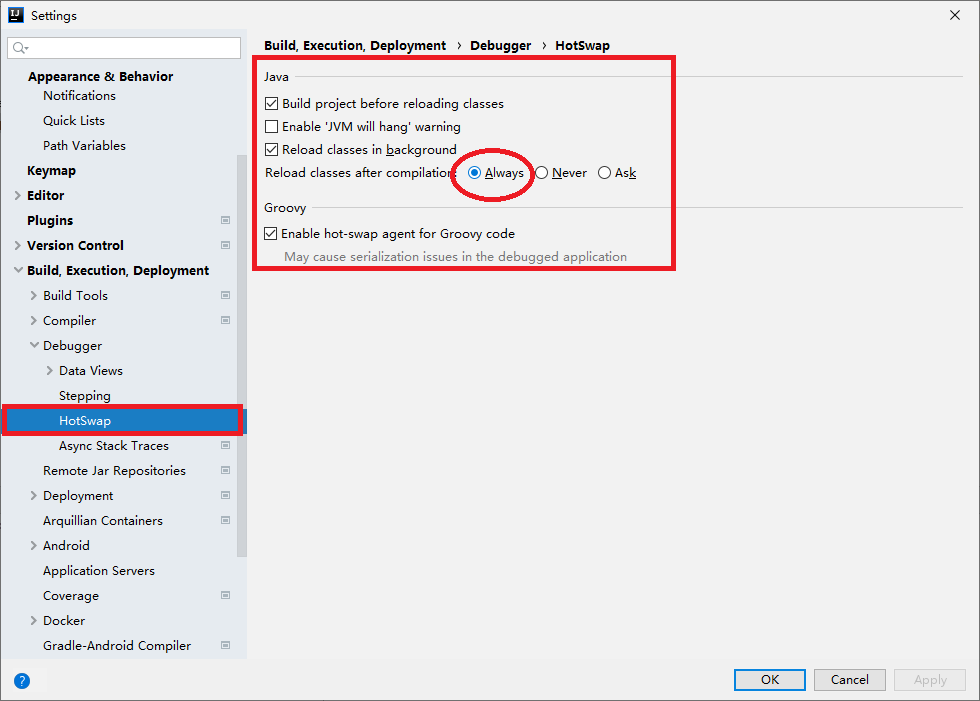 Settings
Build, Execution, Deployment › Debugger › HotSwap
Appearance & Behavior
Notifications
Quick Lists
Path Variables
Keymap
Editor
Plugins
Version Control
Build, Execution, Deployment
Build Tools
Compiler
Debugger
Data Views
Stepping
HotSwap
Async Stack Traces
Remote Jar Repositories
Deployment
Arquillian Containers
Android
Application Servers
Coverage
Docker
Gradle-Android Compiler
Java
Build project before reloading classes
Enable 'JVM will hang' warning
Reload classes in background
Reload classes after compilation: Always Never Ask
Groovy
Enable hot-swap agent for Groovy code
May cause serialization issues in the debugged application
? OK Cancel Apply